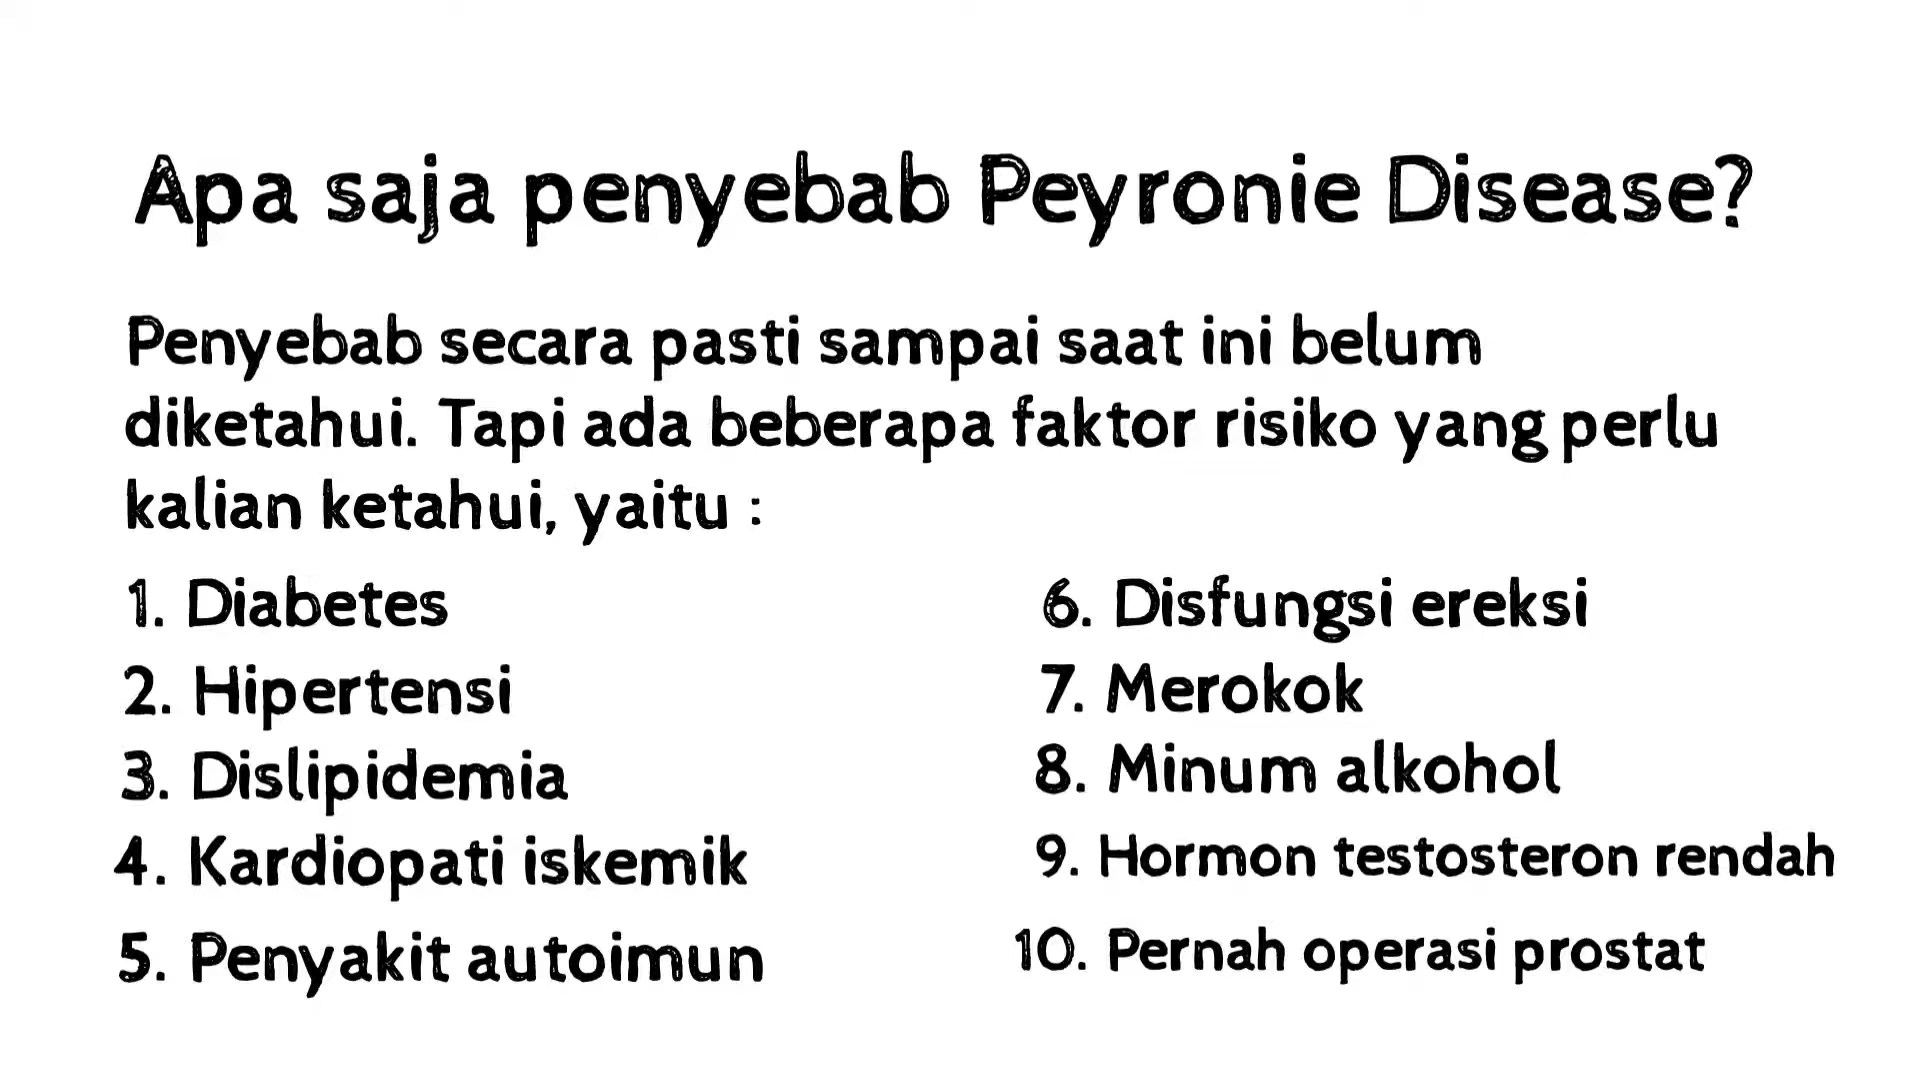 Apa saja penyebab Peyronie Disease?
Penyebab secara pasti sampai saat ini belum
diketahui. Tapi ada beberapa faktor risiko yang perlu
kalian ketahui, yaitu :
1. Diabetes
2. Hipertensi
3. Dislipidemia
4. Kardiopati iskemik
5. Penyakit autoimun
6. Disfungsi ereksi
7. Merokok
8. Minum alkohol
9. Hormon testosteron rendah
10. Pernah operasi prostat